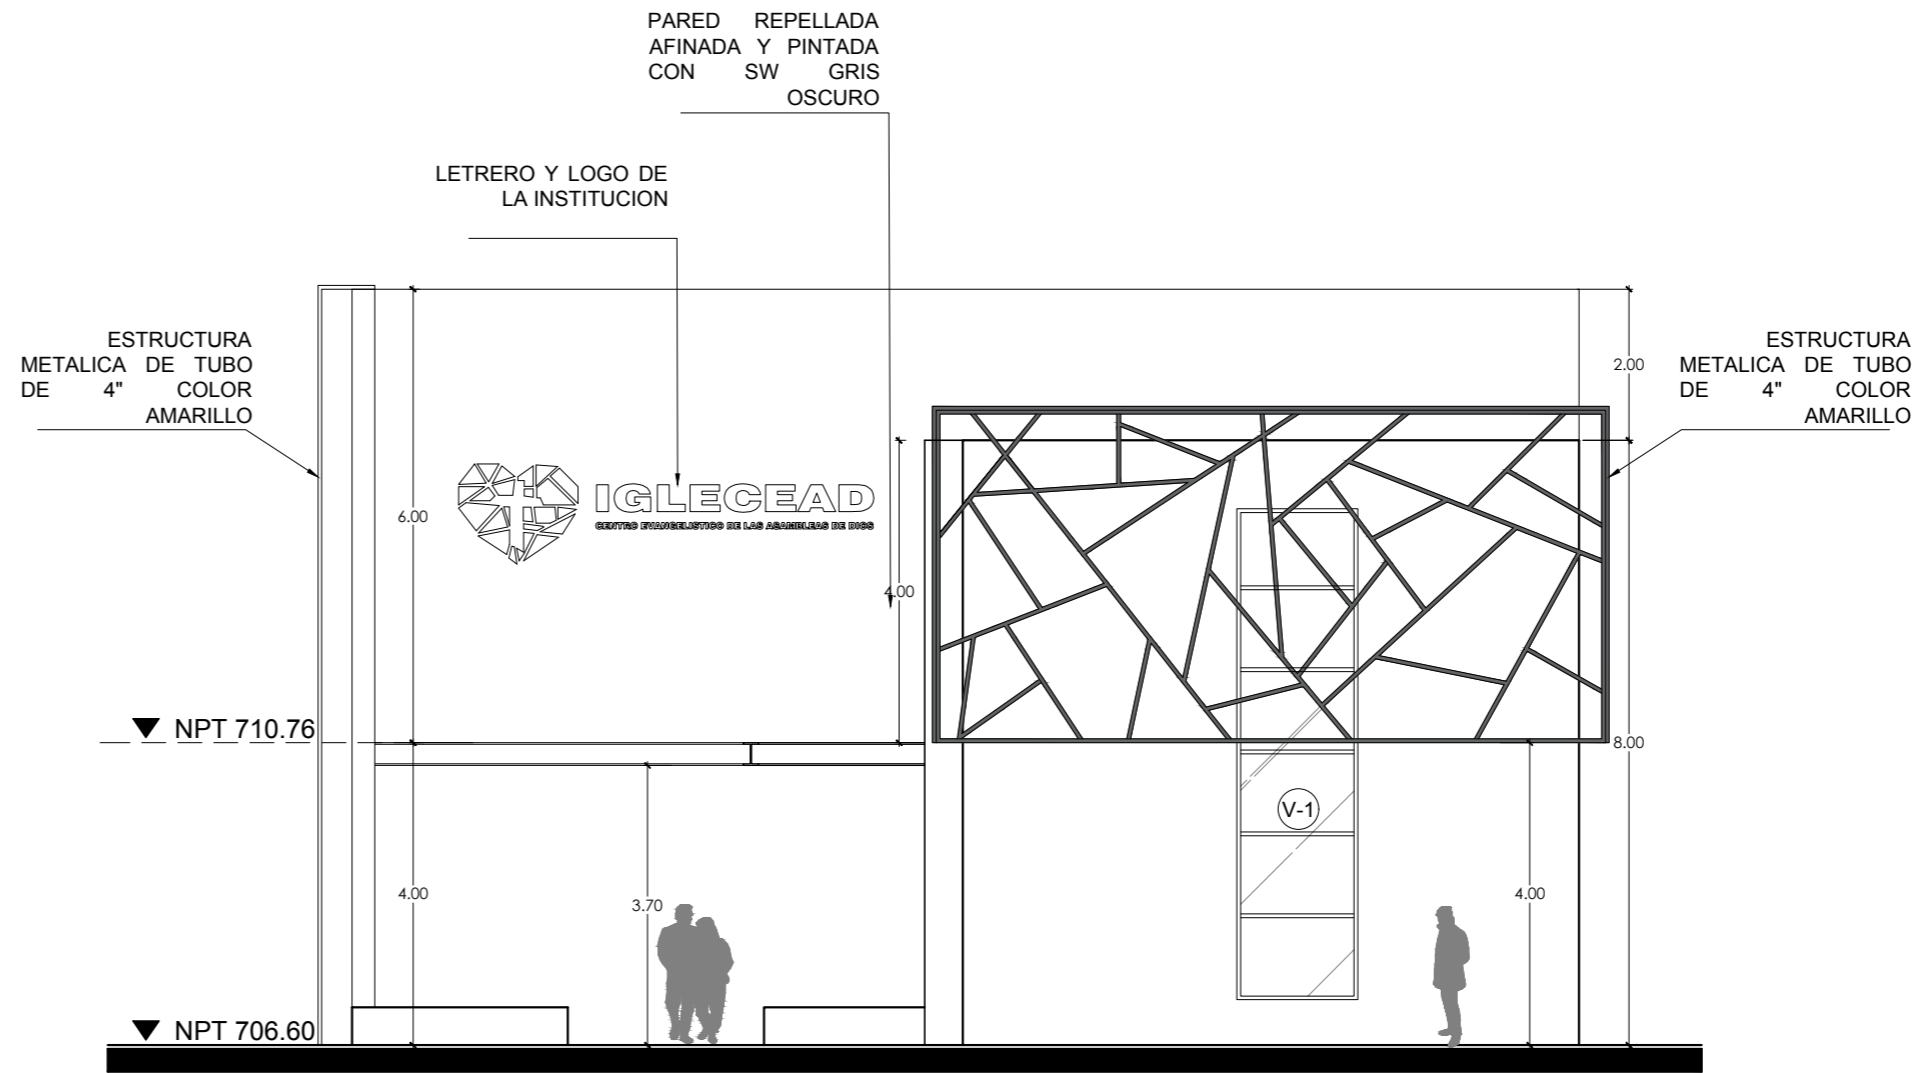 PARED REPELLADA
AFINADA Y PINTADA
CON SW GRIS
OSCURO
LETRERO Y LOGO DE
LA INSTITUCION
ESTRUCTURA
METALICA DE TUBO
DE 4" COLOR
AMARILLO
ESTRUCTURA
METALICA DE TUBO
DE 4" COLOR
AMARILLO
2.00
IGLECEAD
CENTRO EVANGELISTICO DE LAS ASAMBLEAS DE DIOS
6.00
4.00
NPT 710.76
8.00
V-1
4.00
3.70
4.00
NPT 706.60